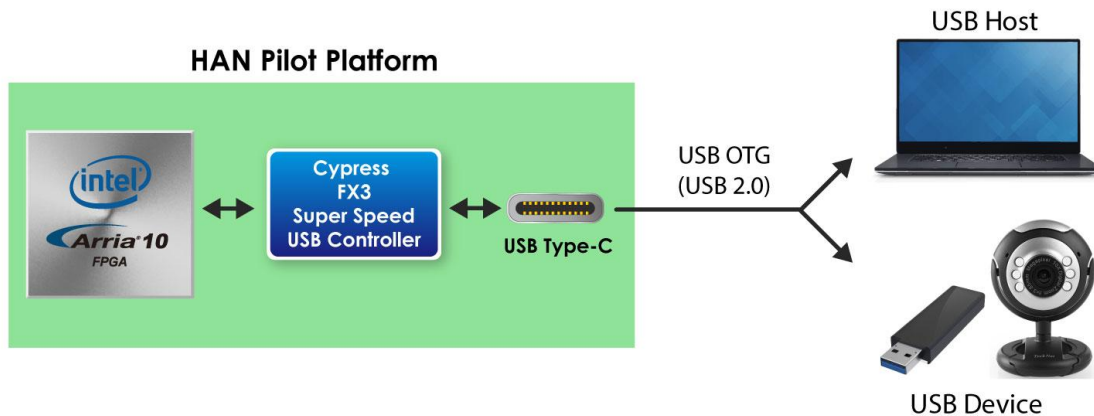 USB Host
HAN Pilot Platform
intel
Arria® 10
FPGA
Cypress
FX3
Super Speed
USB Controller
USB Type-C
USB OTG
(USB 2.0)
USB Device